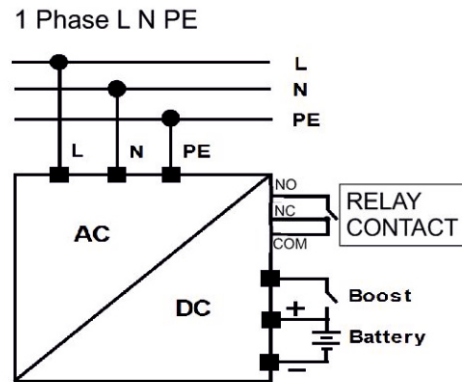 1 Phase L N PE
L
N
PE
L N PE
AC
DC
NO
NC
COM
RELAY
CONTACT
Boost
+
Battery
−